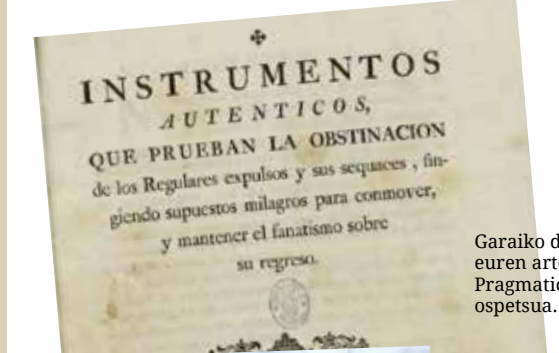 INSTRUMENTOS
AUTENTICOS,
QUE PRUEBAN LA OBSTINACION
de los Regulares expulsos y sus sequaces, fin-
giendo supuestos milagros para conmover,
y mantener el fanatismo sobre
su regreso.
Garaiko d
euren art
Pragmati
ospetsua.